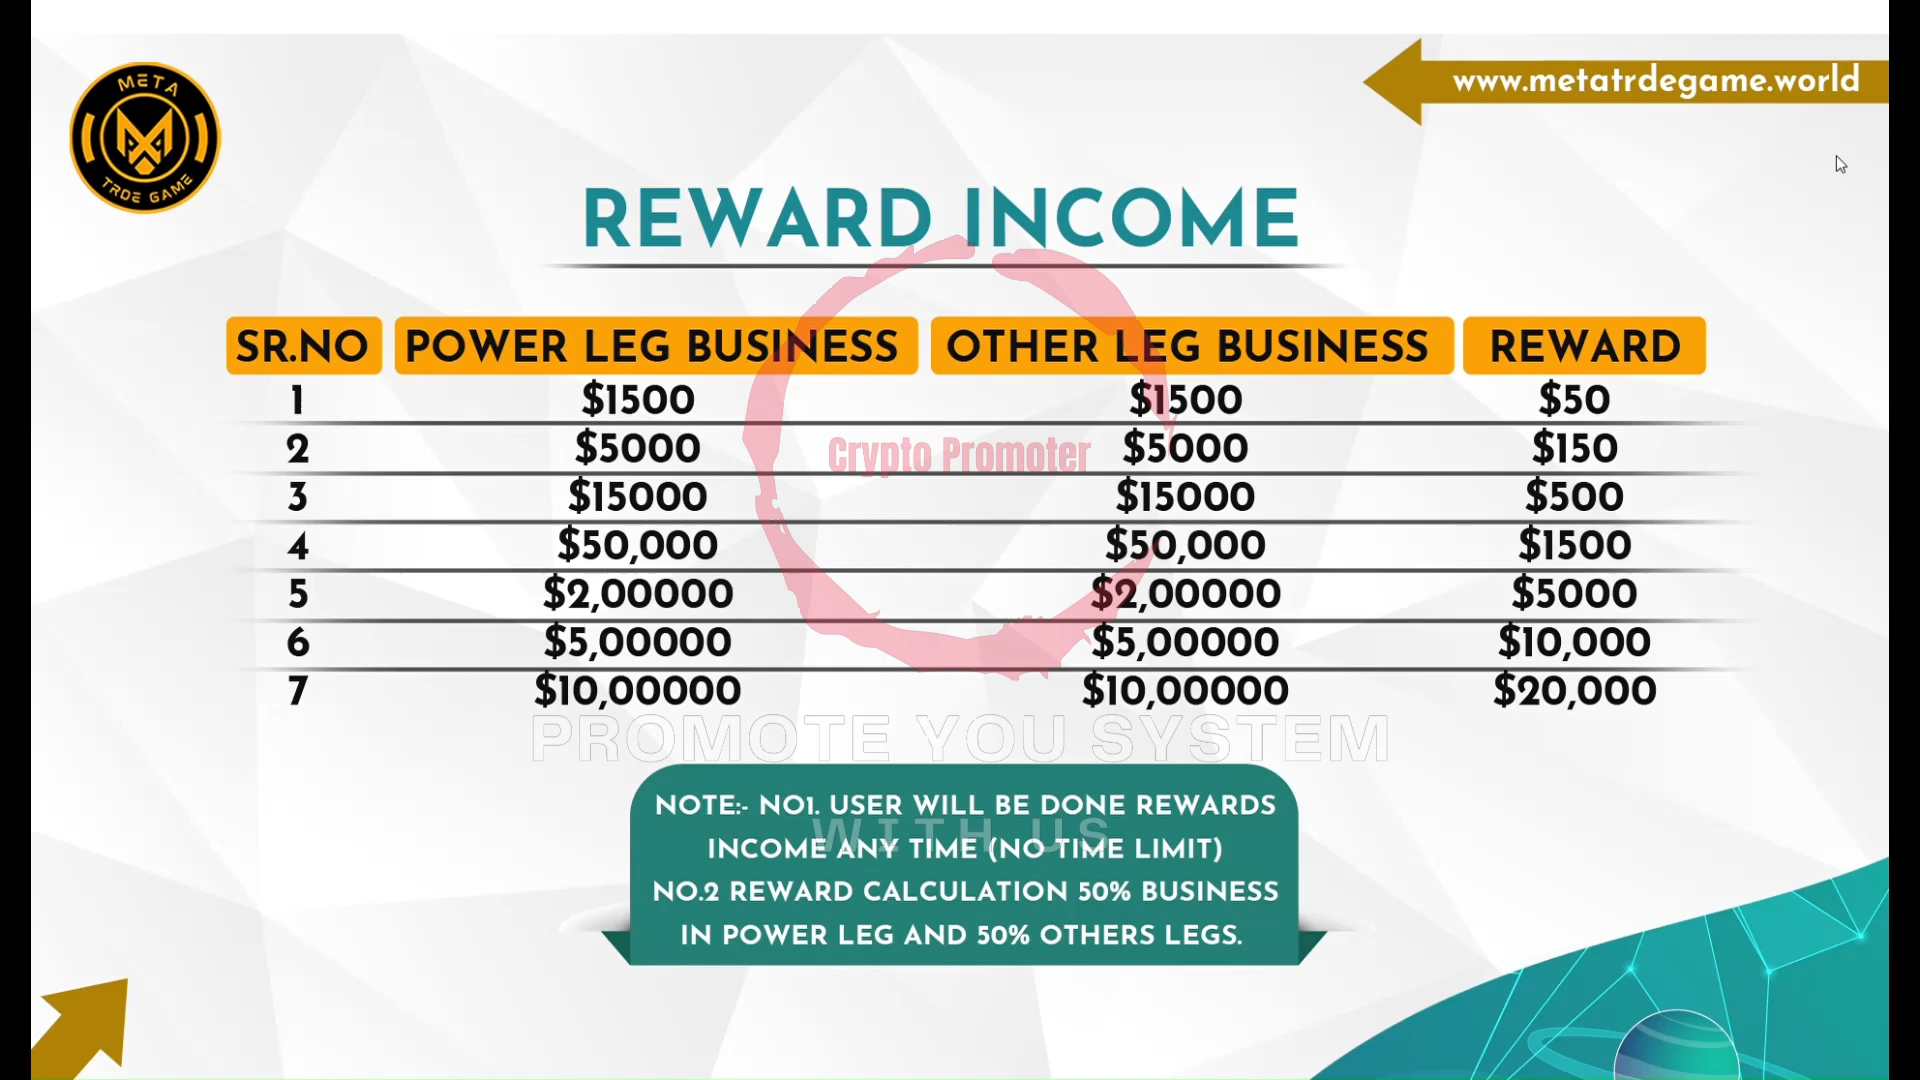 META
TRDE GAME
www.metatrdegame.world
REWARD INCOME
SR.NO POWER LEG BUSINESS OTHER LEG BUSINESS REWARD
1 $1500 $1500 $50
2 $5000 $5000 $150
3 $15000 $15000 $500
4 $50,000 $50,000 $1500
5 $2,00000 $2,00000 $5000
6 $5,00000 $5,00000 $10,000
7 $10,00000 $10,00000 $20,000
Crypto Promoter
PROMOTE YOU SYSTEM
WITH US
NOTE:- NO1. USER WILL BE DONE REWARDS
INCOME ANY TIME (NO TIME LIMIT)
NO.2 REWARD CALCULATION 50% BUSINESS
IN POWER LEG AND 50% OTHERS LEGS.